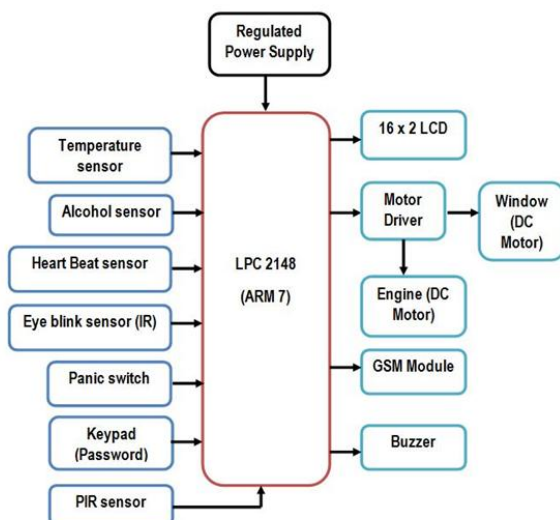 Regulated
Power Supply
Temperature
sensor
Alcohol sensor
Heart Beat sensor
Eye blink sensor (IR)
Panic switch
Keypad
(Password)
PIR sensor
LPC 2148
(ARM 7)
16 x 2 LCD
Motor
Driver
Window
(DC
Motor)
Engine (DC
Motor)
GSM Module
Buzzer